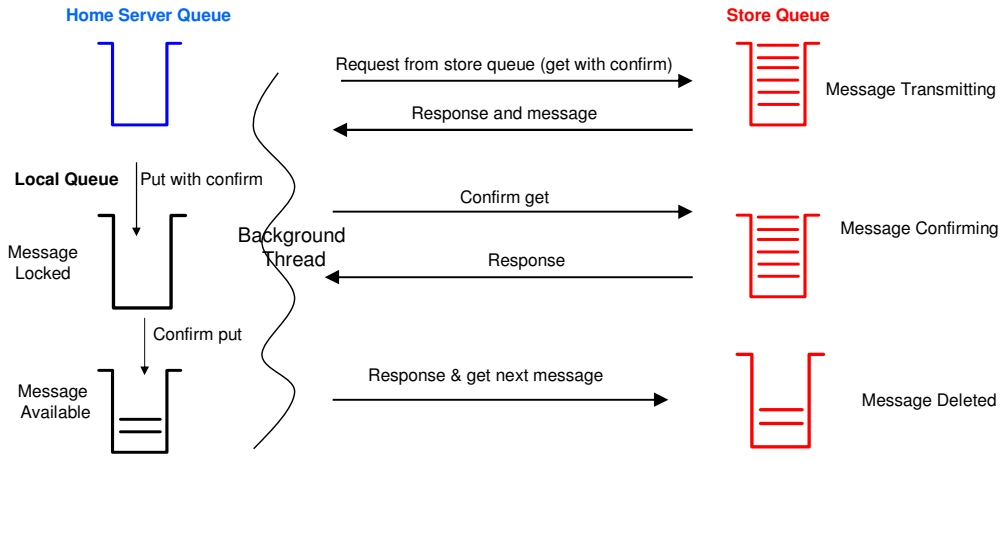 Home Server Queue
Store Queue
Request from store queue (get with confirm)
Message Transmitting
Response and message
Local Queue
Put with confirm
Confirm get
Message Confirming
Background
Thread
Message
Locked
Response
Confirm put
Response & get next message
Message
Available
Message Deleted